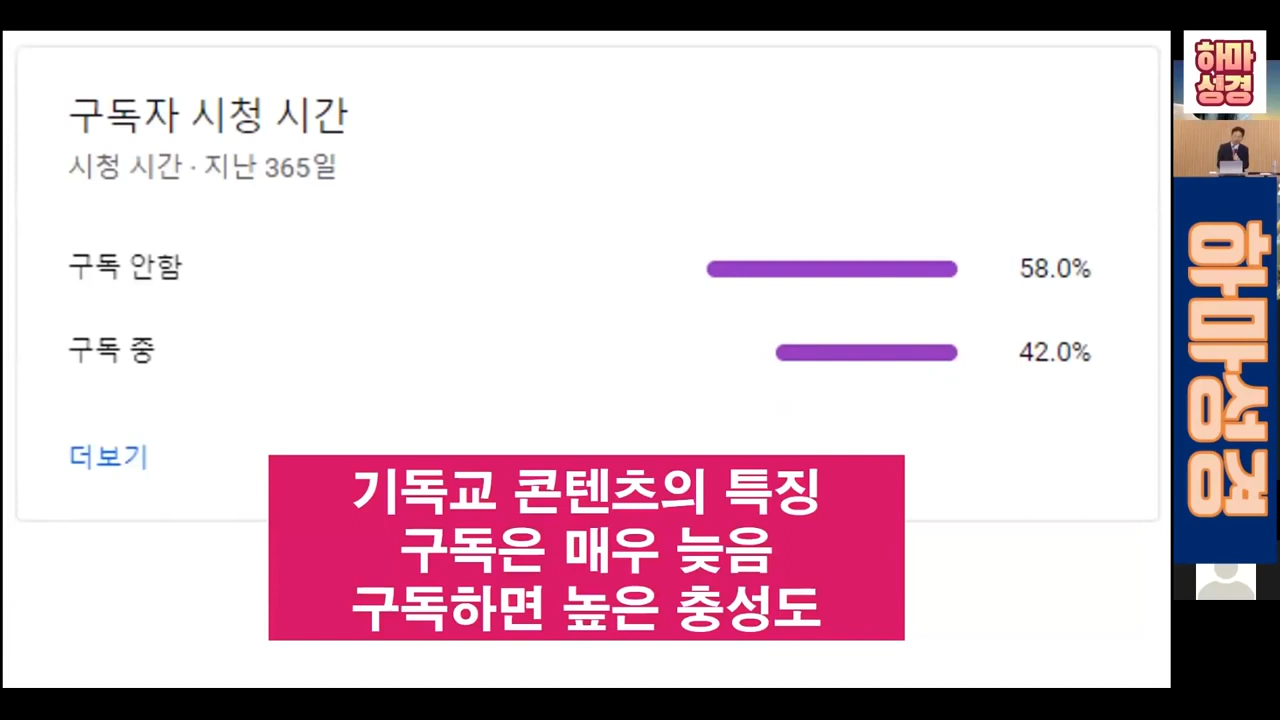 구독자 시청 시간
시청 시간 · 지난 365일
구독 안함 58.0%
구독 중 42.0%
더보기
기독교 콘텐츠의 특징
구독은 매우 늦음
구독하면 높은 충성도
하마
성경
하마성경